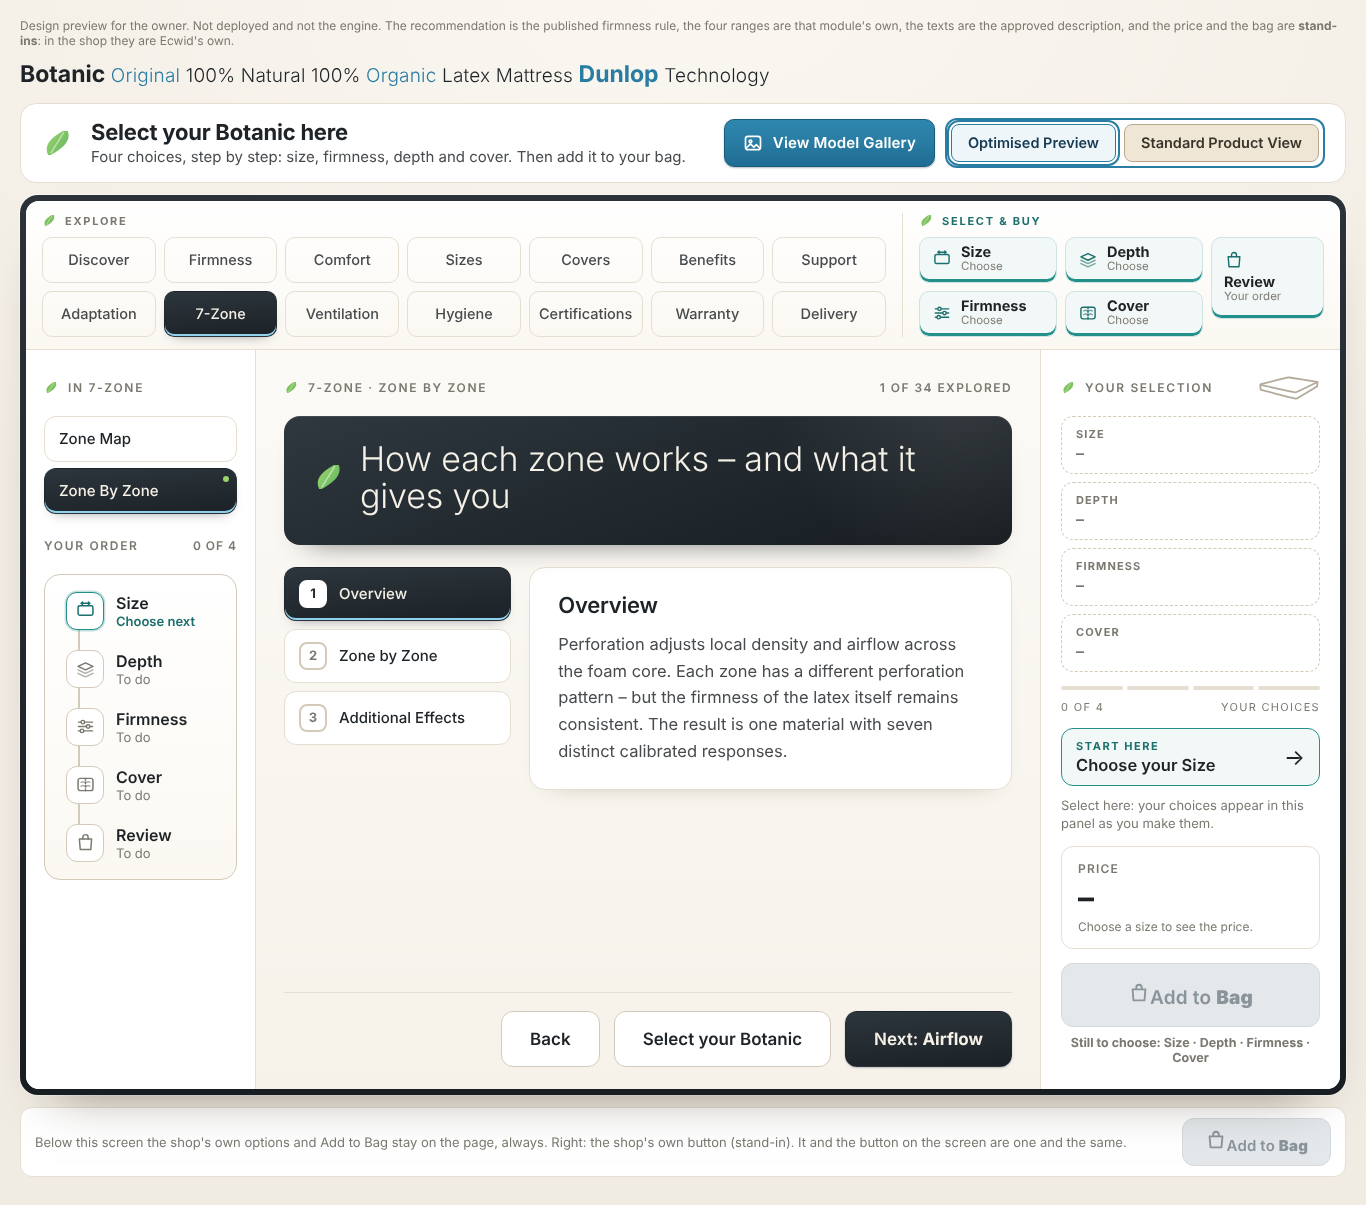 Design preview for the owner. Not deployed and not the engine. The recommendation is the published firmness rule, the four ranges are that module's own, the texts are the approved description, and the price and the bag are stand-
ins: in the shop they are Ecwid's own.
Botanic Original 100% Natural 100% Organic Latex Mattress Dunlop Technology
Select your Botanic here
Four choices, step by step: size, firmness, depth and cover. Then add it to your bag.
View Model Gallery
Optimised Preview
Standard Product View
EXPLORE
Discover
Firmness
Comfort
Sizes
Covers
Benefits
Support
Adaptation
7-Zone
Ventilation
Hygiene
Certifications
Warranty
Delivery
SELECT & BUY
Size
Choose
Depth
Choose
Firmness
Choose
Cover
Choose
Review
Your order
IN 7-ZONE
Zone Map
Zone By Zone
YOUR ORDER
0 OF 4
Size
Choose next
Depth
To do
Firmness
To do
Cover
To do
Review
To do
7-ZONE · ZONE BY ZONE
1 OF 34 EXPLORED
How each zone works – and what it
gives you
1 Overview
2 Zone by Zone
3 Additional Effects
Overview
Perforation adjusts local density and airflow across
the foam core. Each zone has a different perforation
pattern – but the firmness of the latex itself remains
consistent. The result is one material with seven
distinct calibrated responses.
Back
Select your Botanic
Next: Airflow
YOUR SELECTION
SIZE
–
DEPTH
–
FIRMNESS
–
COVER
–
0 OF 4
YOUR CHOICES
START HERE
Choose your Size
Select here: your choices appear in this
panel as you make them.
PRICE
–
Choose a size to see the price.
Add to Bag
Still to choose: Size · Depth · Firmness ·
Cover
Below this screen the shop's own options and Add to Bag stay on the page, always. Right: the shop's own button (stand-in). It and the button on the screen are one and the same.
Add to Bag